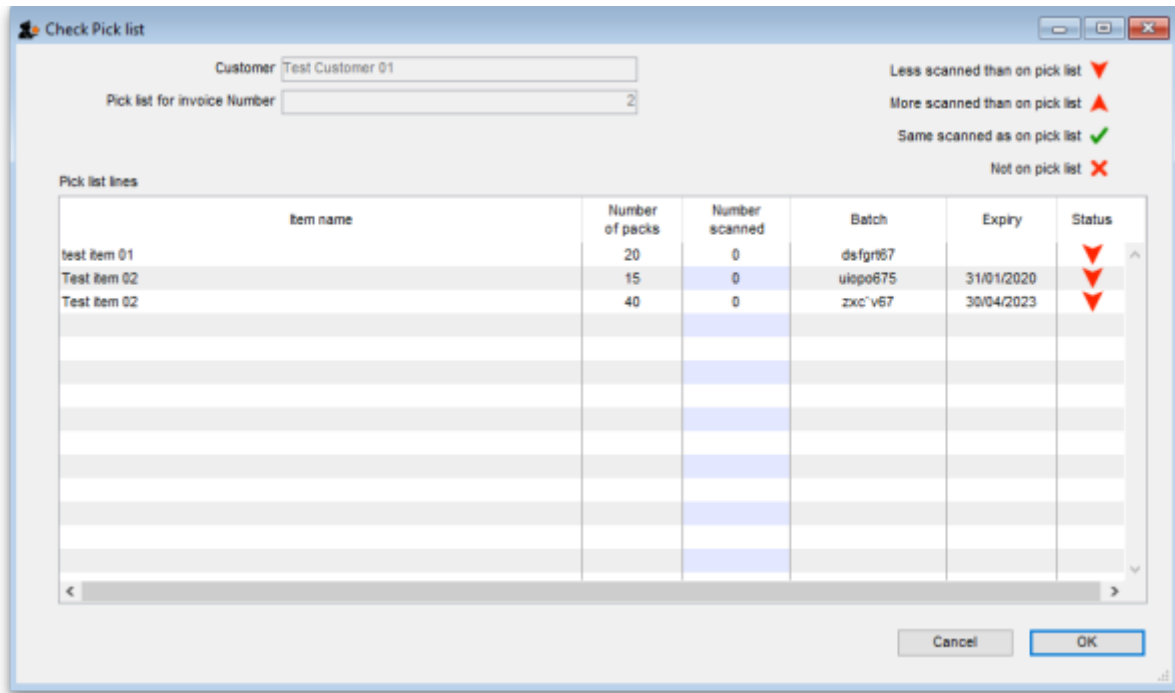 Check Pick list
Customer Test Customer 01
Less scanned than on pick list
Pick list for invoice Number 2
More scanned than on pick list
Same scanned as on pick list
Not on pick list
Pick list lines
Item name Number of packs Number scanned Batch Expiry Status
test item 01 20 0 dsfgrt67
Test item 02 15 0 uiopo675 31/01/2020
Test item 02 40 0 zxc`v67 30/04/2023
Cancel OK